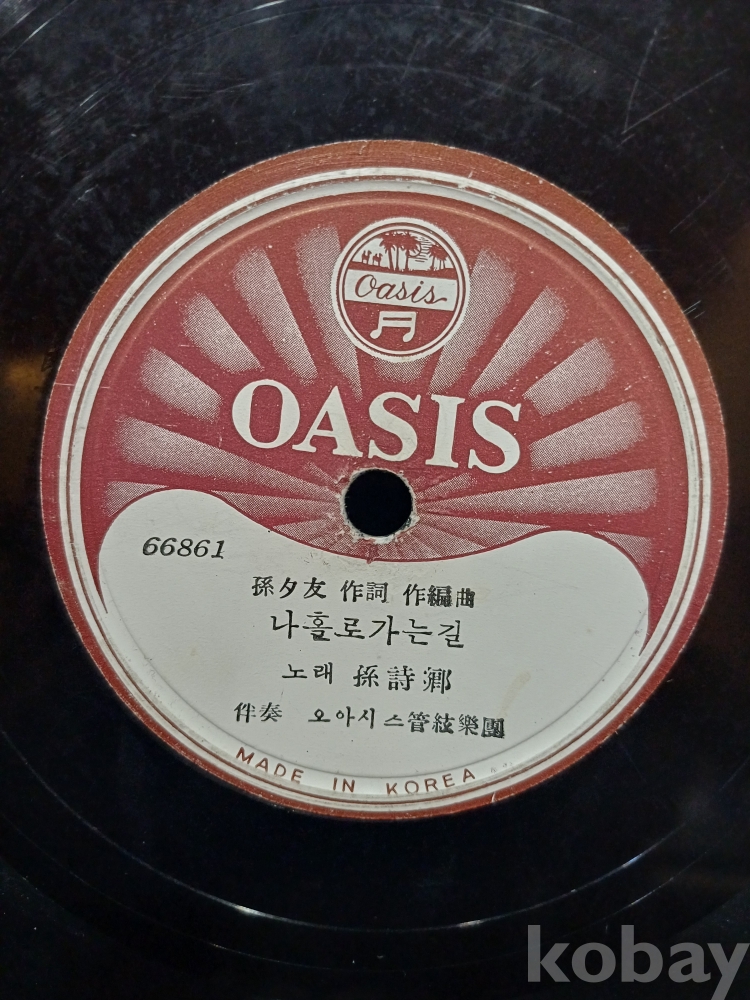 Oasis
OASIS
66861
孫夕友 作詞 作編曲
나홀로가는길
노래 孫詩鄕
伴奏 오아시스管絃樂團
MADE IN KOREA
kobay